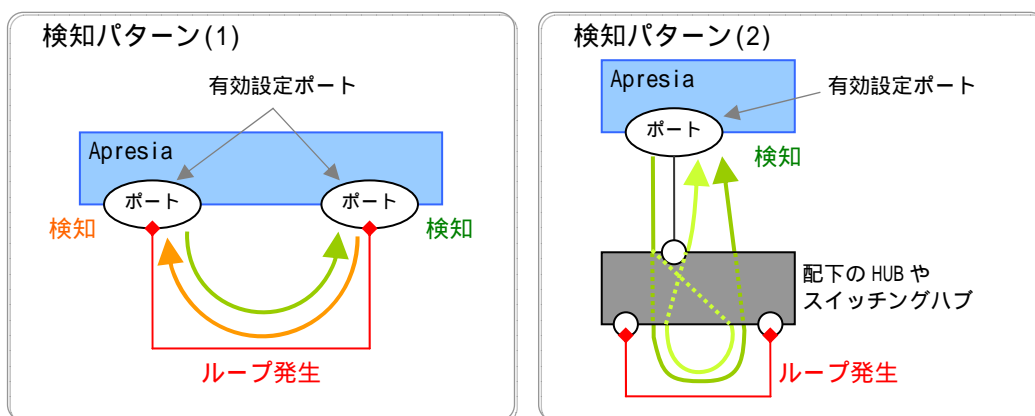 検知パターン(1)
有効設定ポート
Apresia
ポート
ポート
検知
検知
ループ発生
検知パターン(2)
Apresia
有効設定ポート
ポート
検知
配下の HUB や
スイッチングハブ
ループ発生